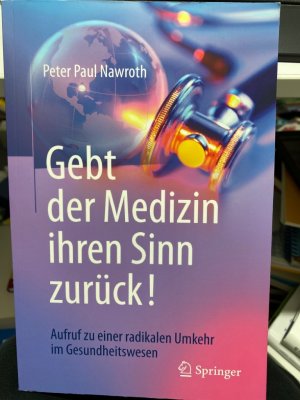 Peter Paul Nawroth
Gebt
der Medizin
ihren Sinn
zurück!
Aufruf zu einer radikalen Umkehr
im Gesundheitswesen
Springer